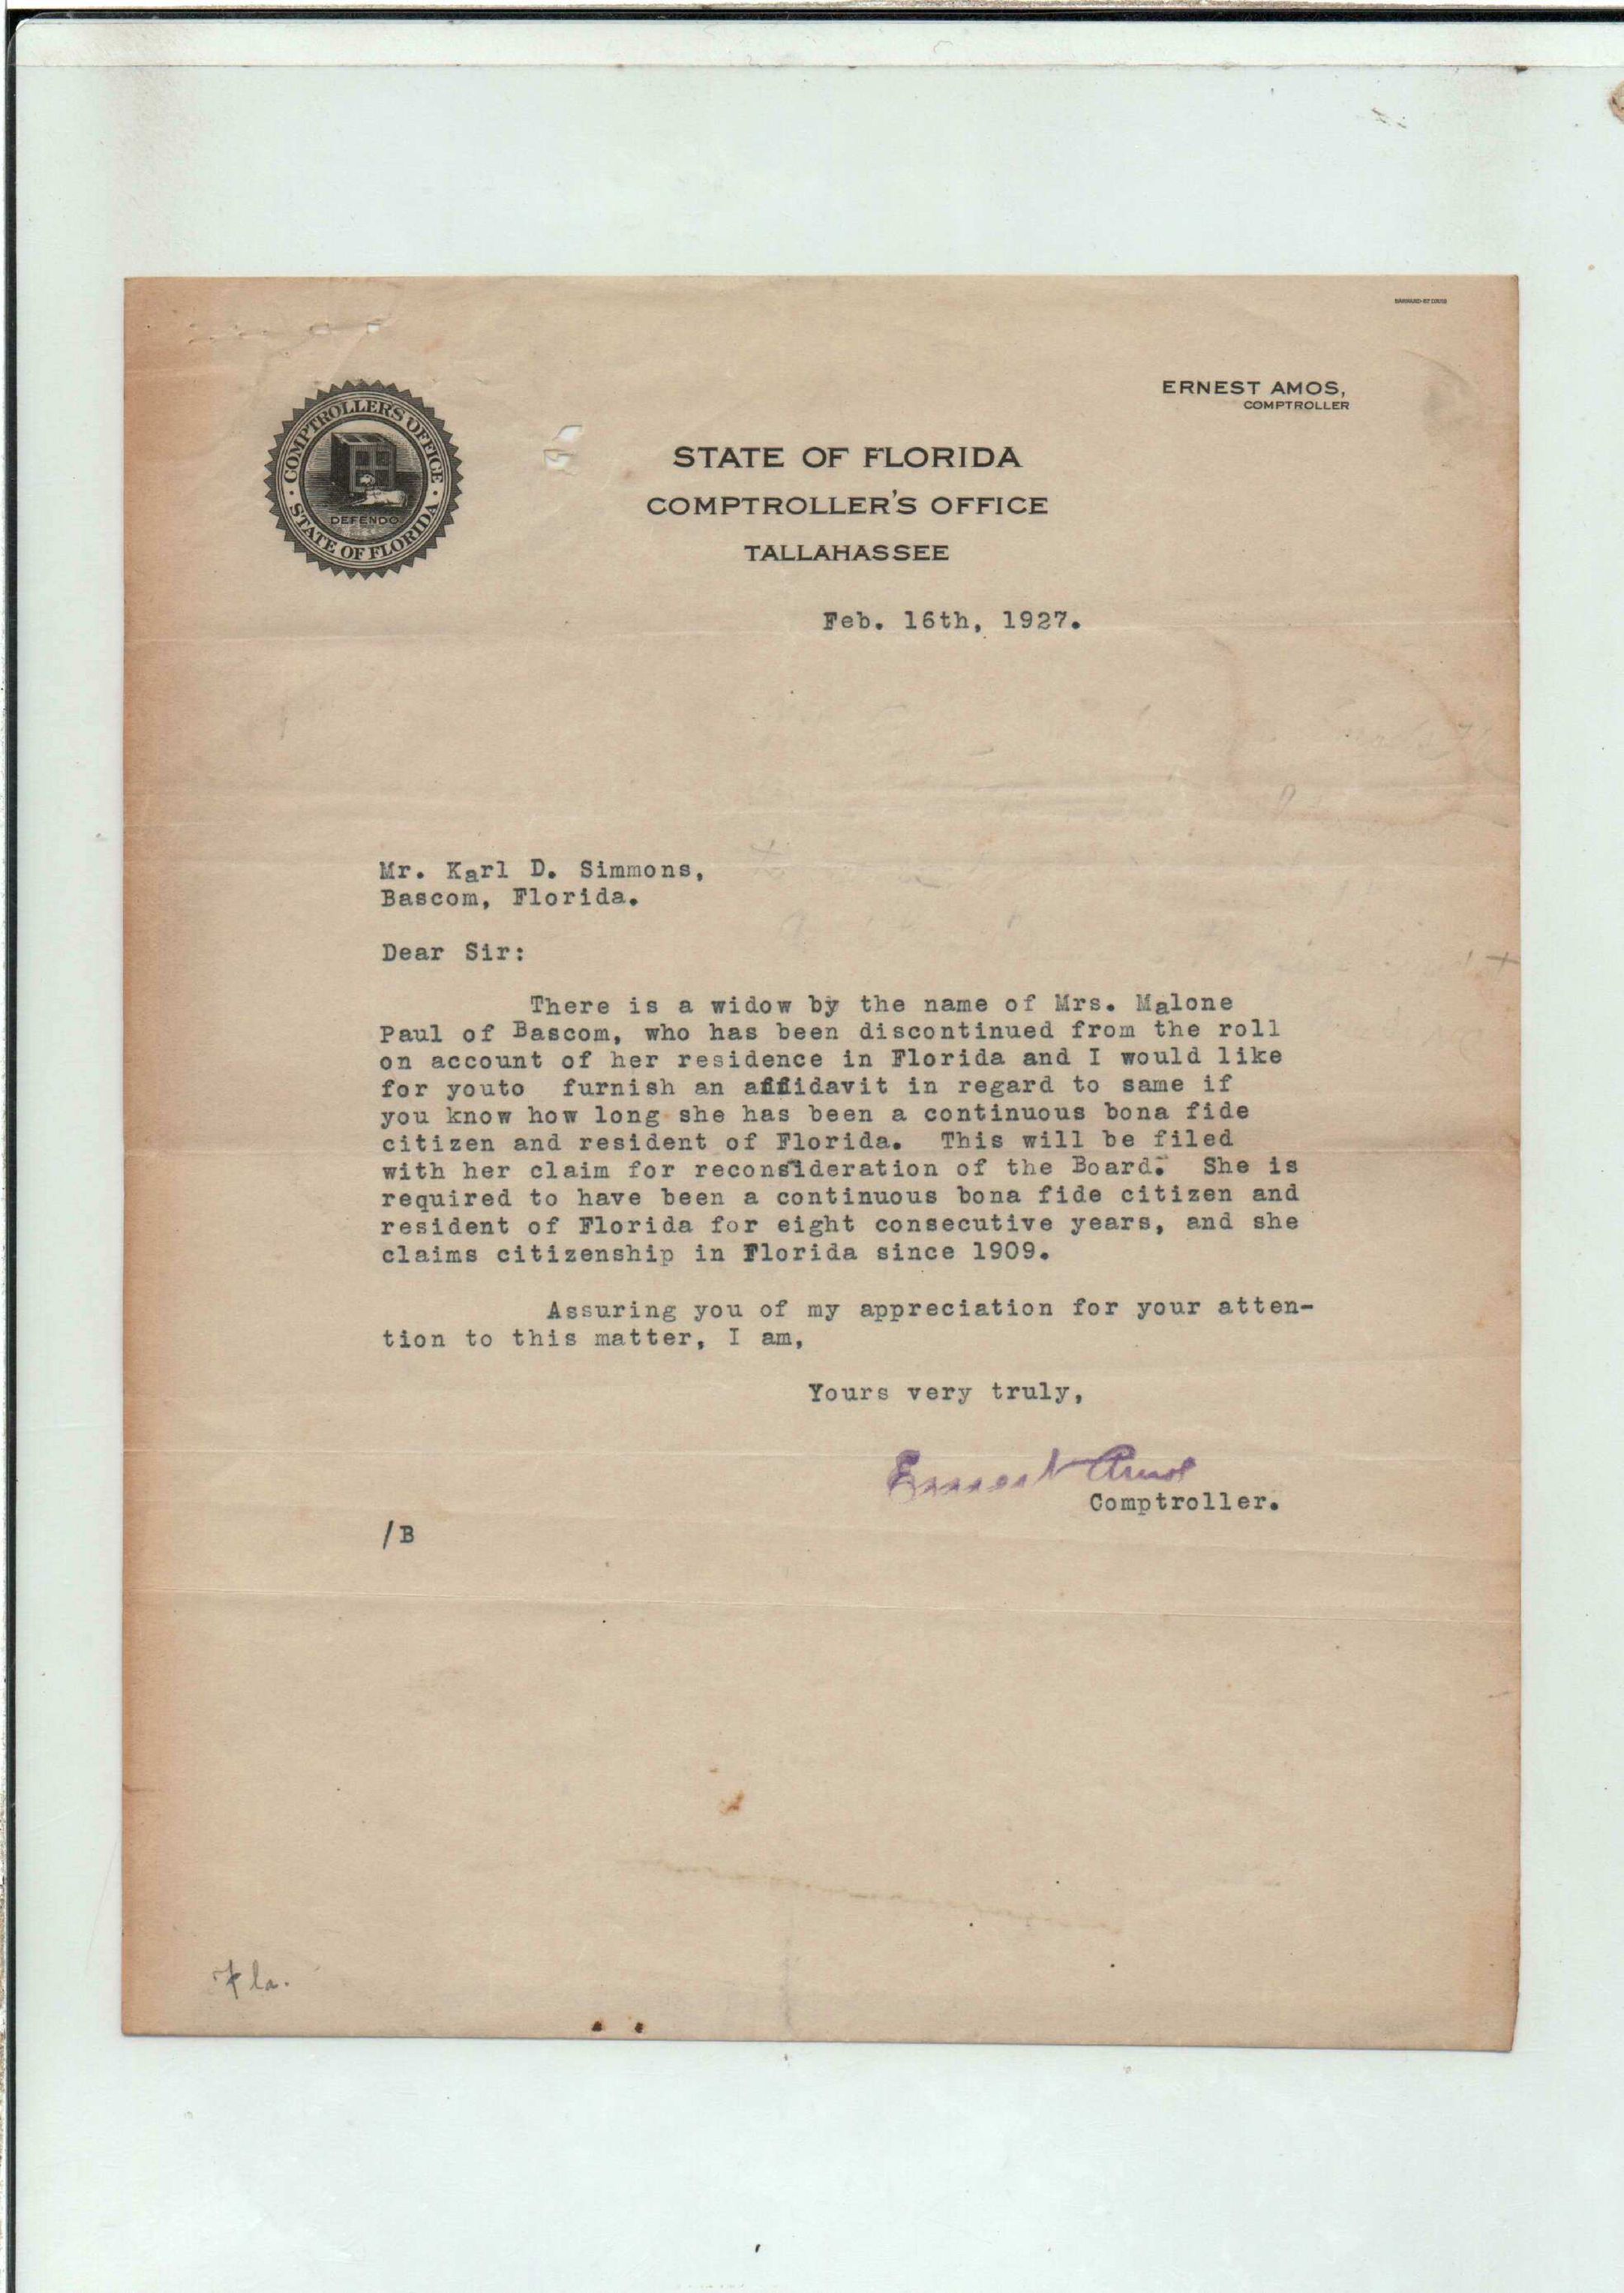 ERNEST AMOS,
COMPTROLLER
COMPTROLLERS OFFICE
DEFENDO
STATE OF FLORIDA
STATE OF FLORIDA
COMPTROLLER'S OFFICE
TALLAHASSEE
Feb. 16th, 1927.
Mr. Karl D. Simmons,
Bascom, Florida.
Dear Sir:
There is a widow by the name of Mrs. Malone
Paul of Bascom, who has been discontinued from the roll
on account of her residence in Florida and I would like
for youto furnish an affidavit in regard to same if
you know how long she has been a continuous bona fide
citizen and resident of Florida. This will be filed
with her claim for reconsideration of the Board. She is
required to have been a continuous bona fide citizen and
resident of Florida for eight consecutive years, and she
claims citizenship in Florida since 1909.
Assuring you of my appreciation for your atten-
tion to this matter, I am,
Yours very truly,
Ernest Amos
Comptroller.
/B
Fla.